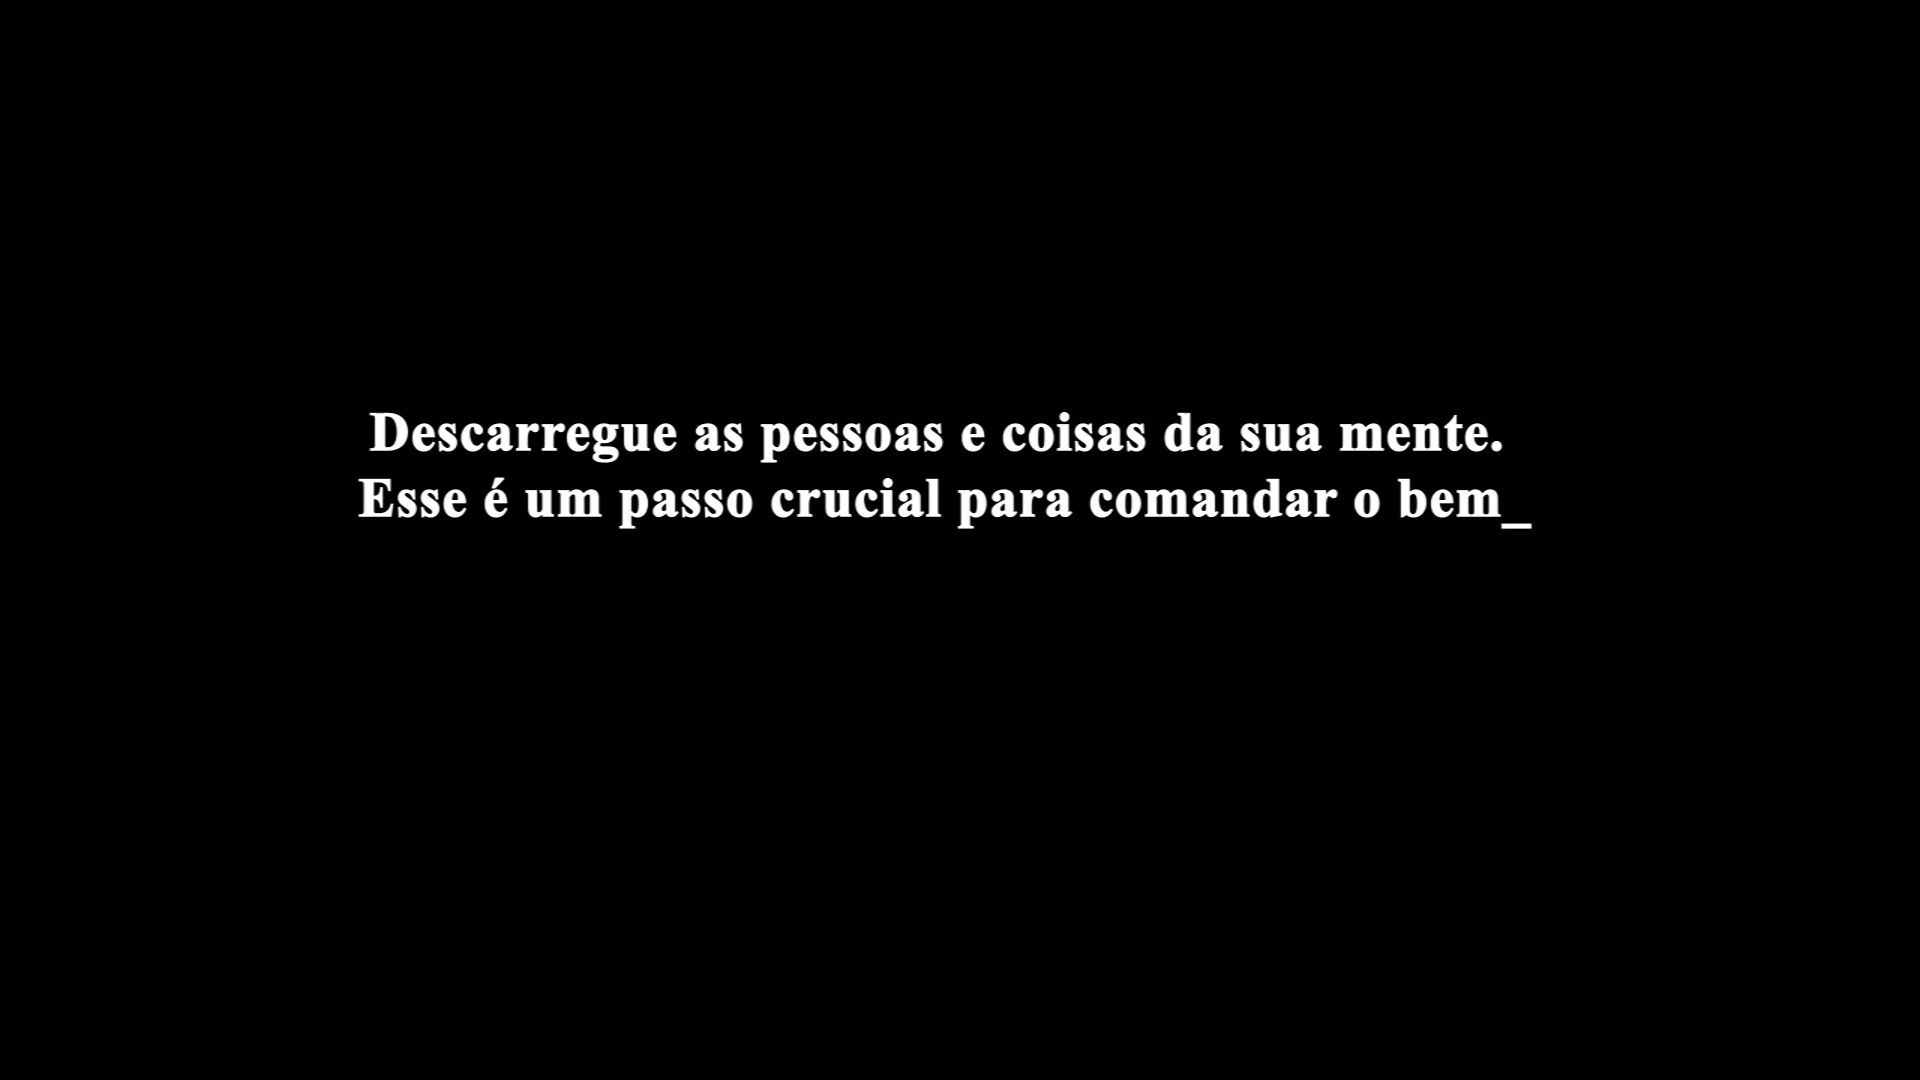 Descarregue as pessoas e coisas da sua mente.
Esse é um passo crucial para comandar o bem_